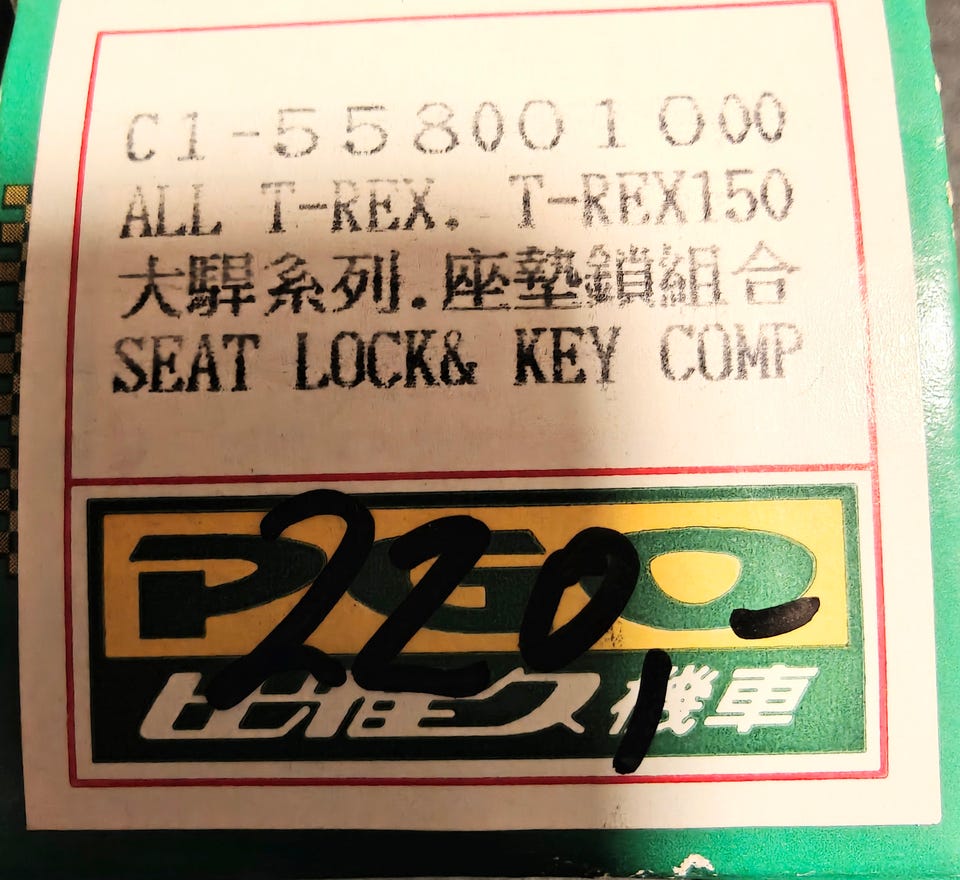 C1-558001000
ALL T-REX. T-REX150
大騂系列.座墊鎖組合
SEAT LOCK& KEY COMP
PGO
220,-
比雅久機車